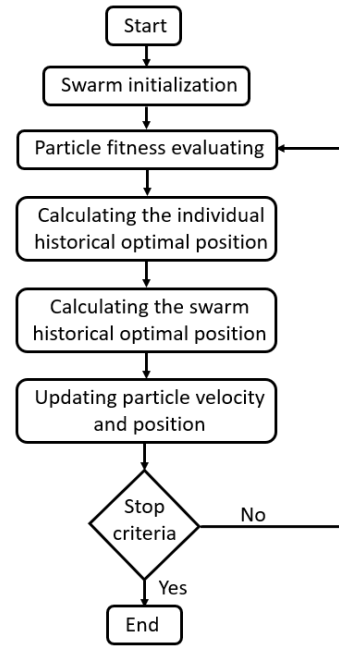 Start
Swarm initialization
Particle fitness evaluating
Calculating the individual
historical optimal position
Calculating the swarm
historical optimal position
Updating particle velocity
and position
Stop
criteria
No
Yes
End